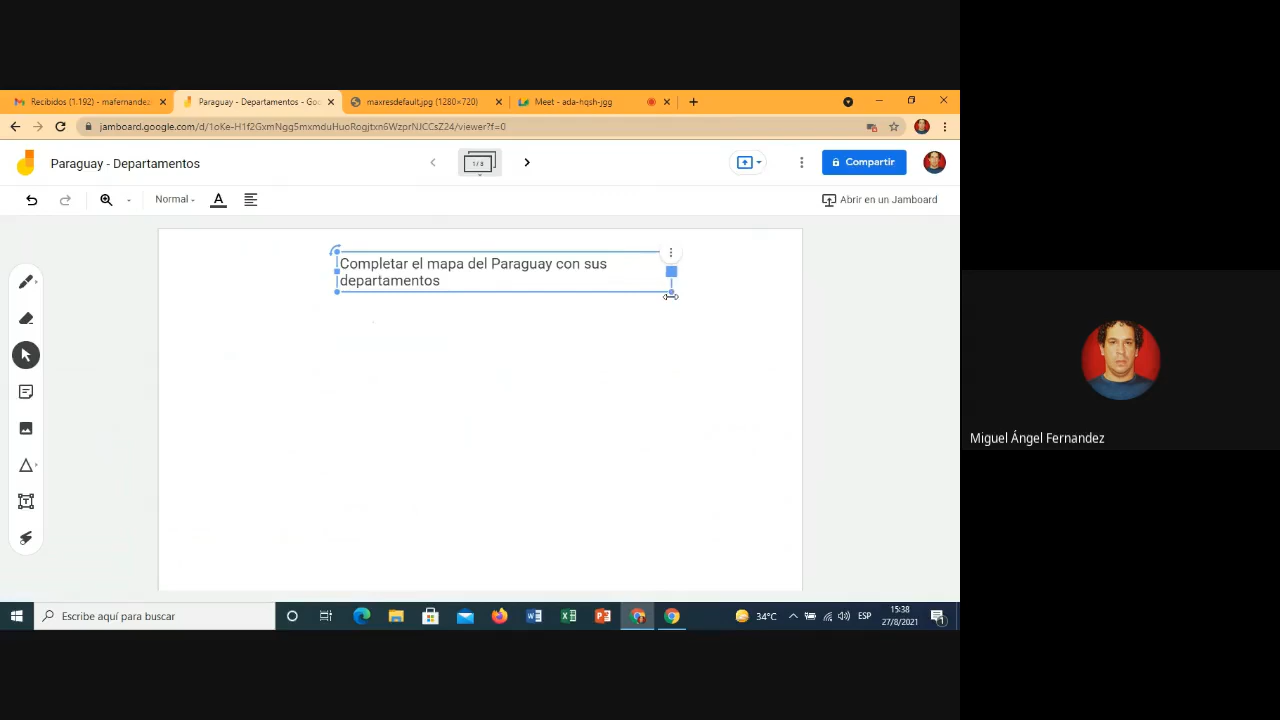 Recibidos (1.192) - mafernandez
Paraguay - Departamentos - Goo
maxresdefault.jpg (1280×720)
Meet - ada-hqsh-jgg
jamboard.google.com/d/1oKe-H1f2GxmNgg5mxmduHuoRogjtxn6WzprNJCCsZ24/viewer?f=0
Paraguay - Departamentos
1 / 8
Compartir
Normal
Abrir en un Jamboard
Completar el mapa del Paraguay con sus
departamentos
Miguel Ángel Fernandez
Escribe aquí para buscar
34°C
ESP
15:38
27/8/2021